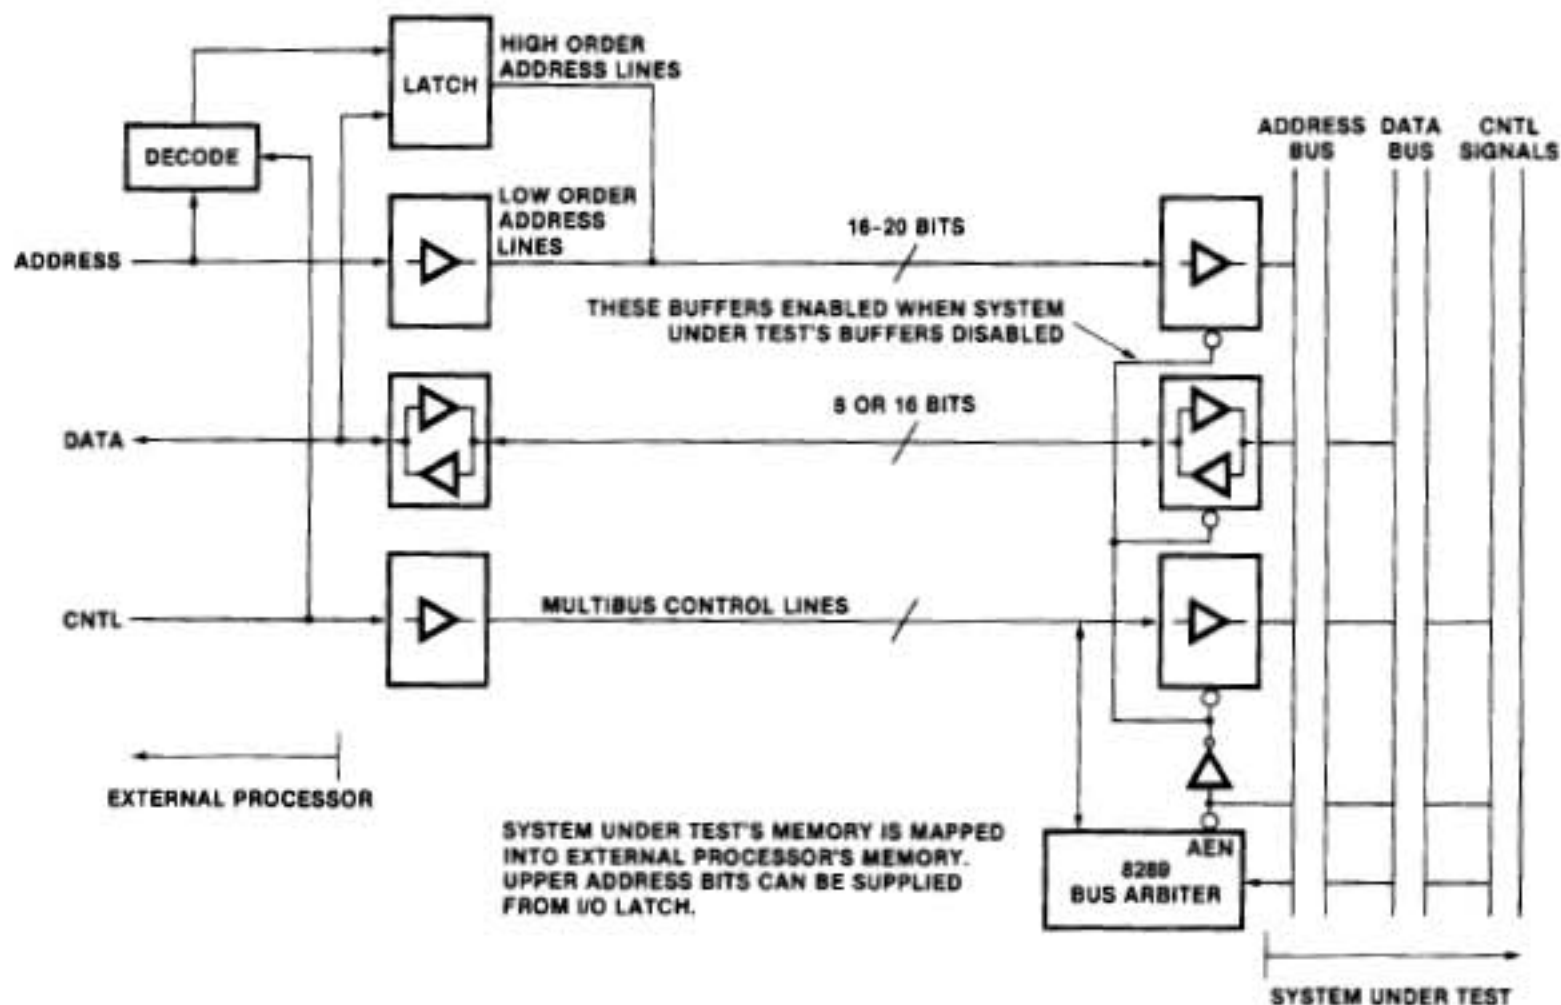 HIGH ORDER
ADDRESS LINES
LATCH
ADDRESS
BUS
DATA
BUS
CNTL
SIGNALS
DECODE
LOW ORDER
ADDRESS
LINES
16-20 BITS
ADDRESS
THESE BUFFERS ENABLED WHEN SYSTEM
UNDER TEST'S BUFFERS DISABLED
8 OR 16 BITS
DATA
MULTIBUS CONTROL LINES
CNTL
EXTERNAL PROCESSOR
SYSTEM UNDER TEST'S MEMORY IS MAPPED
INTO EXTERNAL PROCESSOR'S MEMORY.
UPPER ADDRESS BITS CAN BE SUPPLIED
FROM I/O LATCH.
AEN
8289
BUS ARBITER
SYSTEM UNDER TEST